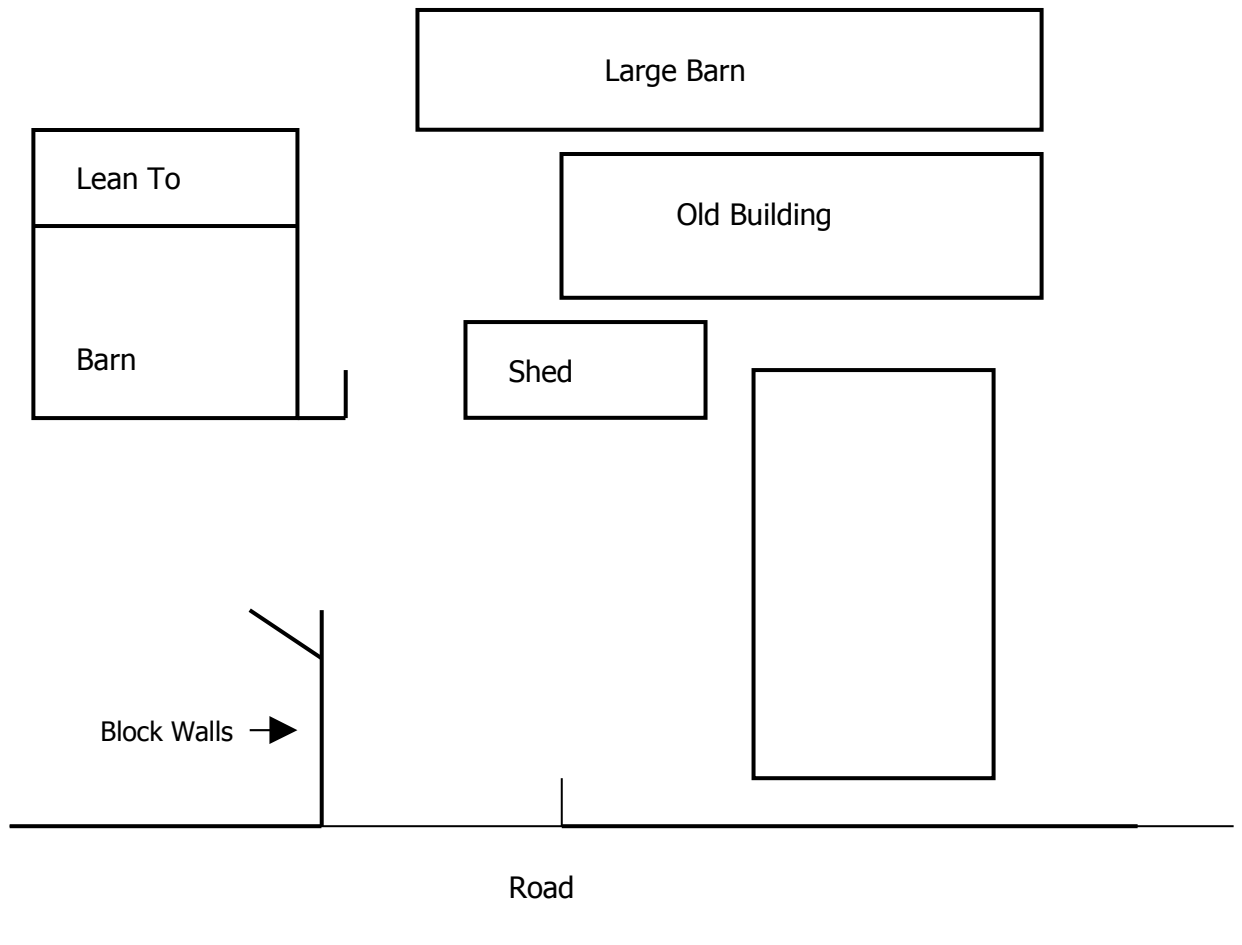 Large Barn
Lean To
Old Building
Barn
Shed
Block Walls
Road